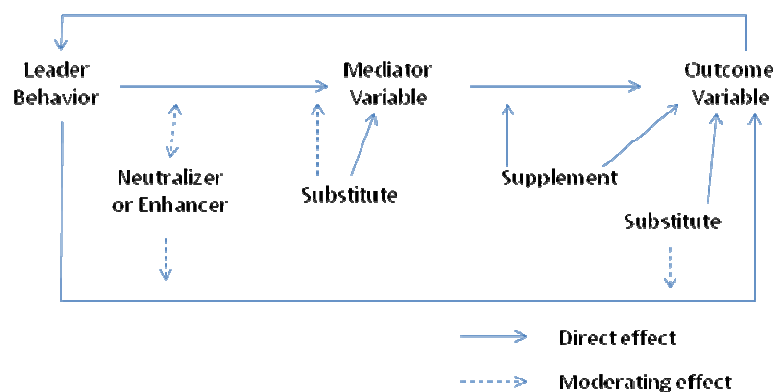 Leader
Behavior
Mediator
Variable
Outcome
Variable
Neutralizer
or Enhancer
Substitute
Supplement
Substitute
Direct effect
Moderating effect